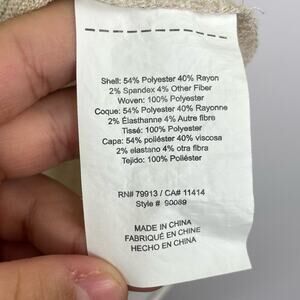 Shell: 54% Polyester 40% Rayon
2% Spandex 4% Other Fiber
Woven: 100% Polyester
Coque: 54% Polyester 40% Rayonne
2% Élasthanne 4% Autre fibre
Tissé: 100% Polyester
Capa: 54% poliéster 40% viscosa
2% elastano 4% otra fibra
Tejido: 100% Poliéster
RN# 79913 / CA# 11414
Style # 90089
MADE IN CHINA
FABRIQUÉ EN CHINE
HECHO EN CHINA